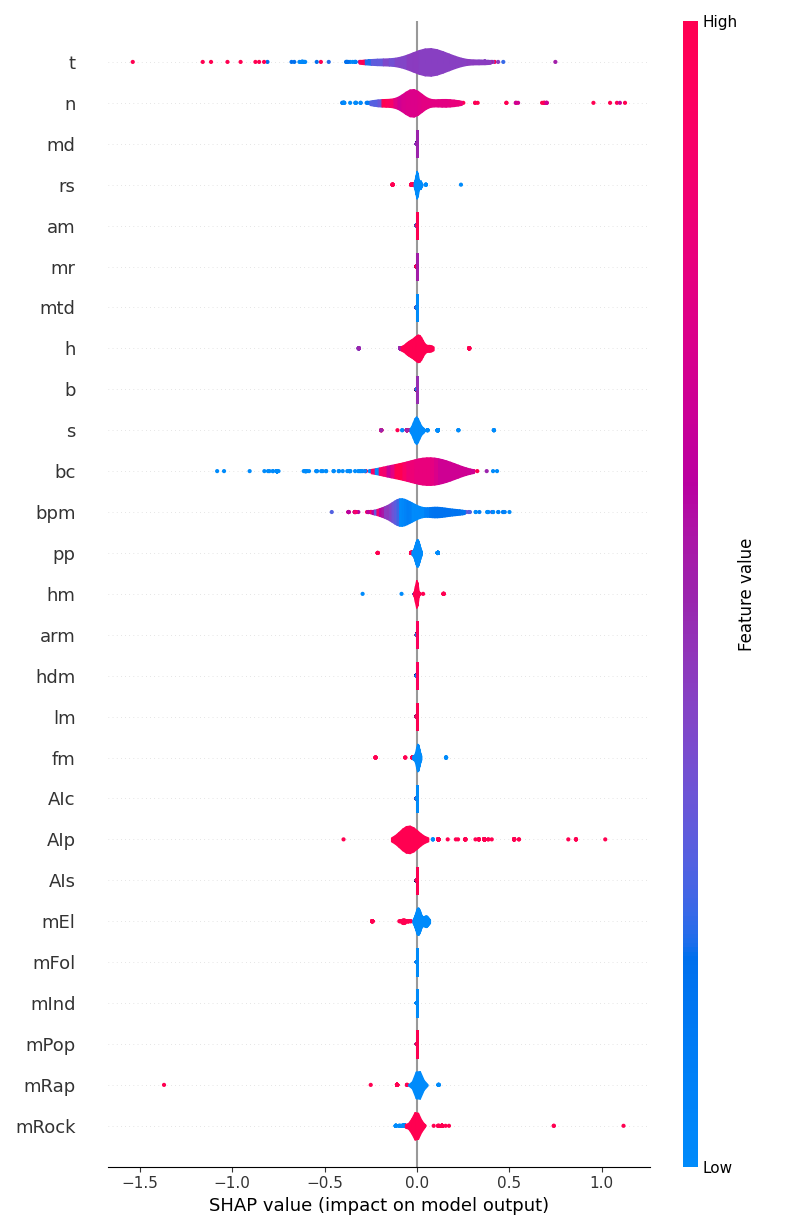 High
t
n
md
rs
am
mr
mtd
h
b
s
bc
bpm
pp
hm
arm
hdm
lm
fm
AIc
AIp
AIs
mEl
mFol
mInd
mPop
mRap
mRock
Low
Feature value
−1.5 −1.0 −0.5 0.0 0.5 1.0
SHAP value (impact on model output)